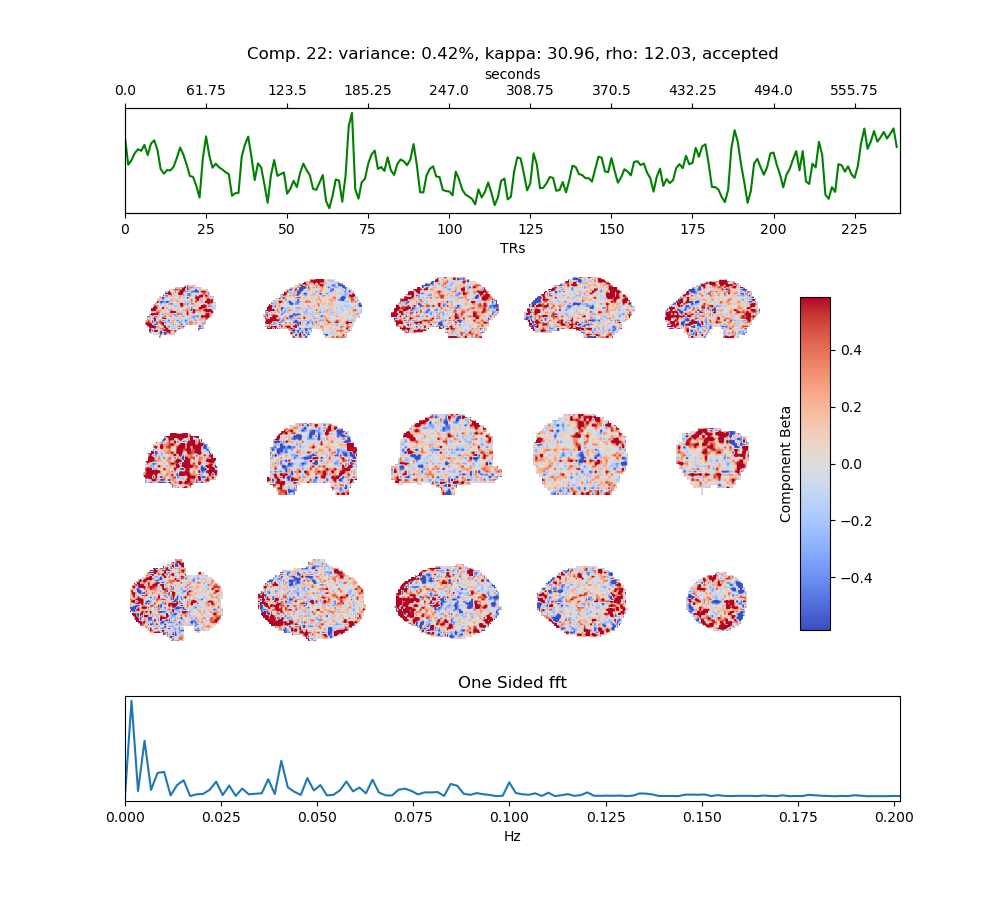 Comp. 22: variance: 0.42%, kappa: 30.96, rho: 12.03, accepted
seconds
0.0 61.75 123.5 185.25 247.0 308.75 370.5 432.25 494.0 555.75
0 25 50 75 100 125 150 175 200 225
TRs
0.4
0.2
0.0
−0.2
−0.4
Component Beta
One Sided fft
0.000 0.025 0.050 0.075 0.100 0.125 0.150 0.175 0.200
Hz